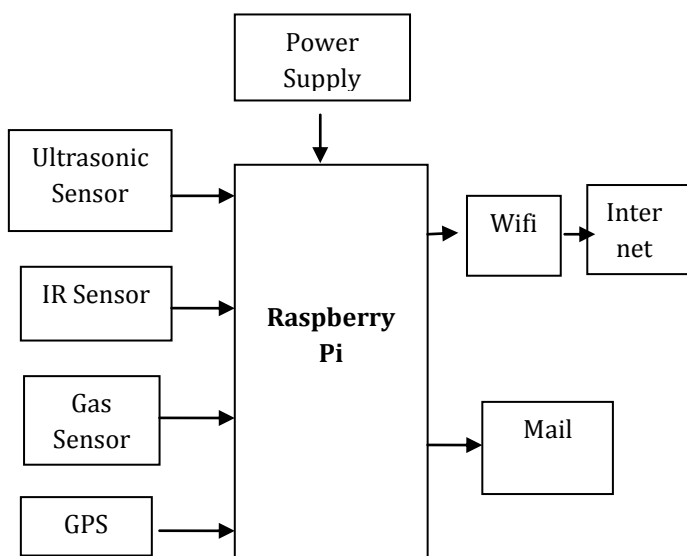 Power
Supply
Ultrasonic
Sensor
Wifi
Inter
net
IR Sensor
Raspberry
Pi
Gas
Sensor
Mail
GPS